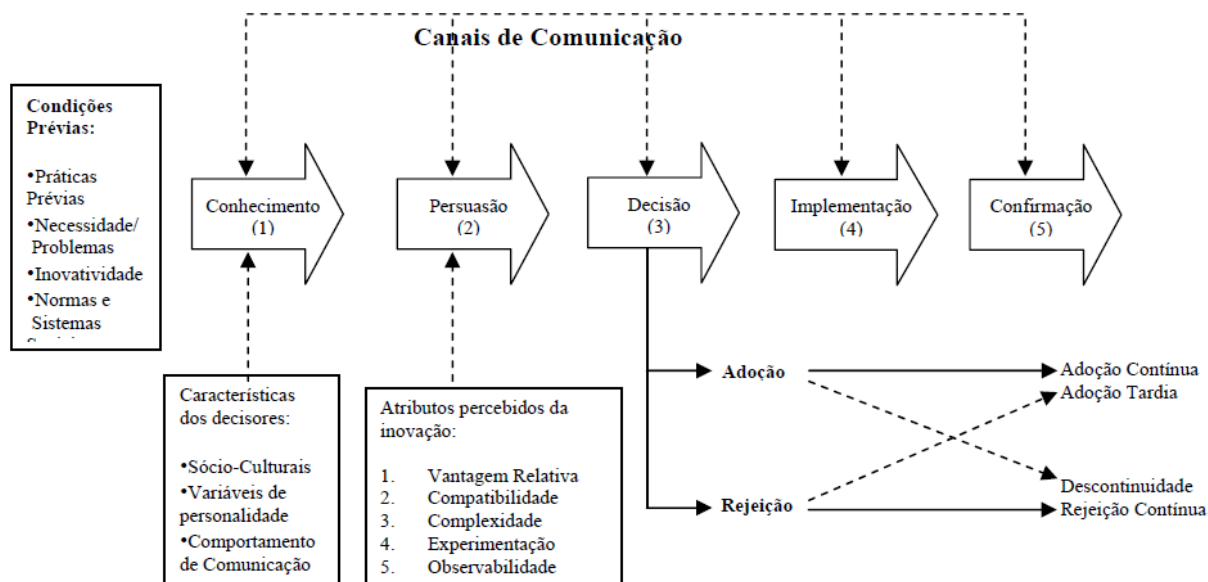 Canais de Comunicação
Condições
Prévias:
•Práticas
Prévias
•Necessidade/
Problemas
•Inovatividade
•Normas e
Sistemas
Conhecimento
(1)
Persuasão
(2)
Decisão
(3)
Implementação
(4)
Confirmação
(5)
Características
dos decisores:
•Sócio-Culturais
•Variáveis de
personalidade
•Comportamento
de Comunicação
Atributos percebidos da
inovação:
1. Vantagem Relativa
2. Compatibilidade
3. Complexidade
4. Experimentação
5. Observabilidade
Adoção
Rejeição
Adoção Contínua
Adoção Tardia
Descontinuidade
Rejeição Contínua